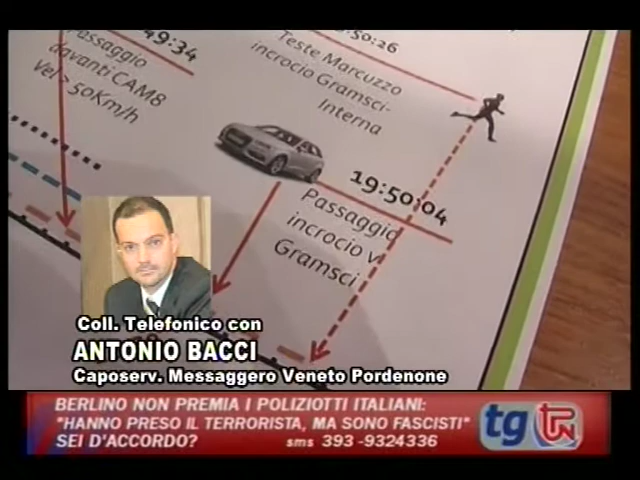 49:34
Passaggio
davanti CAM8
Vel > 50Km/h
19:50:26
Teste Marcuzzo
incrocio Gramsci-
Interna
19:50:04
Passaggio
incrocio v
Gramsci
Coll. Telefonico con
ANTONIO BACCI
Caposerv. Messaggero Veneto Pordenone
BERLINO NON PREMIA I POLIZIOTTI ITALIANI:
"HANNO PRESO IL TERRORISTA, MA SONO FASCISTI"
SEI D'ACCORDO? sms 393 -9324336
tg TPN